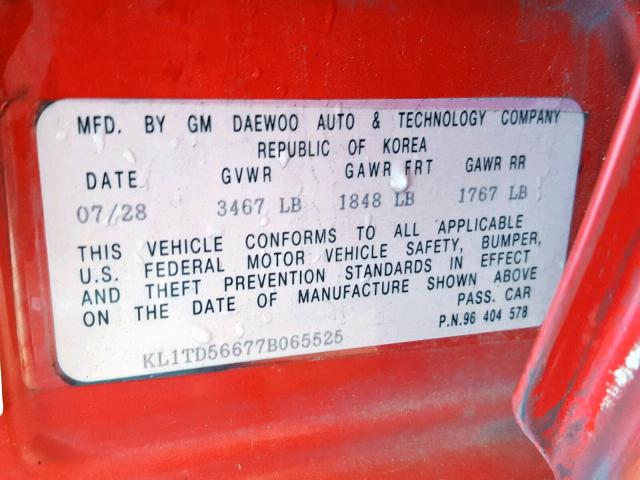 MFD. BY GM DAEWOO AUTO & TECHNOLOGY COMPANY
REPUBLIC OF KOREA
DATE GVWR GAWR FRT GAWR RR
07/28 3467 LB 1848 LB 1767 LB
THIS VEHICLE CONFORMS TO ALL APPLICABLE
U.S. FEDERAL MOTOR VEHICLE SAFETY, BUMPER,
AND THEFT PREVENTION STANDARDS IN EFFECT
ON THE DATE OF MANUFACTURE SHOWN ABOVE
PASS. CAR
P.N.96 404 578
KL1TD56677B065525